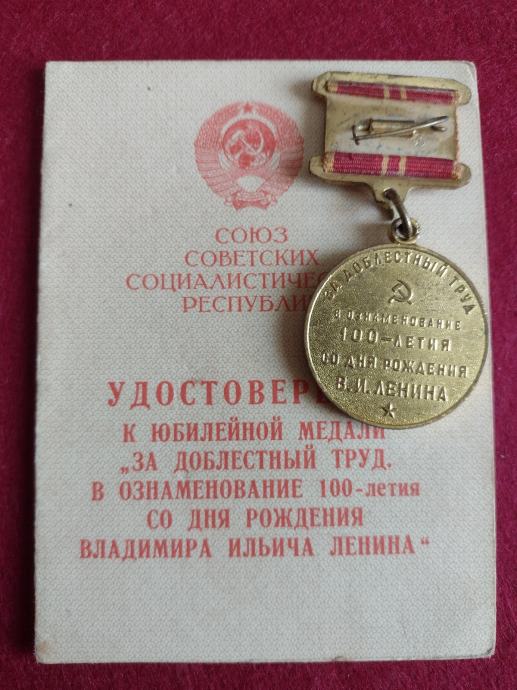 СОЮЗ
СОВЕТСКИХ
СОЦИАЛИСТИЧЕС
РЕСПУБЛИ
УДОСТОВЕР
К ЮБИЛЕЙНОЙ МЕДАЛИ
„ЗА ДОБЛЕСТНЫЙ ТРУД.
В ОЗНАМЕНОВАНИЕ 100-летия
СО ДНЯ РОЖДЕНИЯ
ВЛАДИМИРА ИЛЬИЧА ЛЕНИНА“
ЗА ДОБЛЕСТНЫЙ ТРУД
В ОЗНАМЕНОВАНИЕ
100-ЛЕТИЯ
СО ДНЯ РОЖДЕНИЯ
В.И.ЛЕНИНА